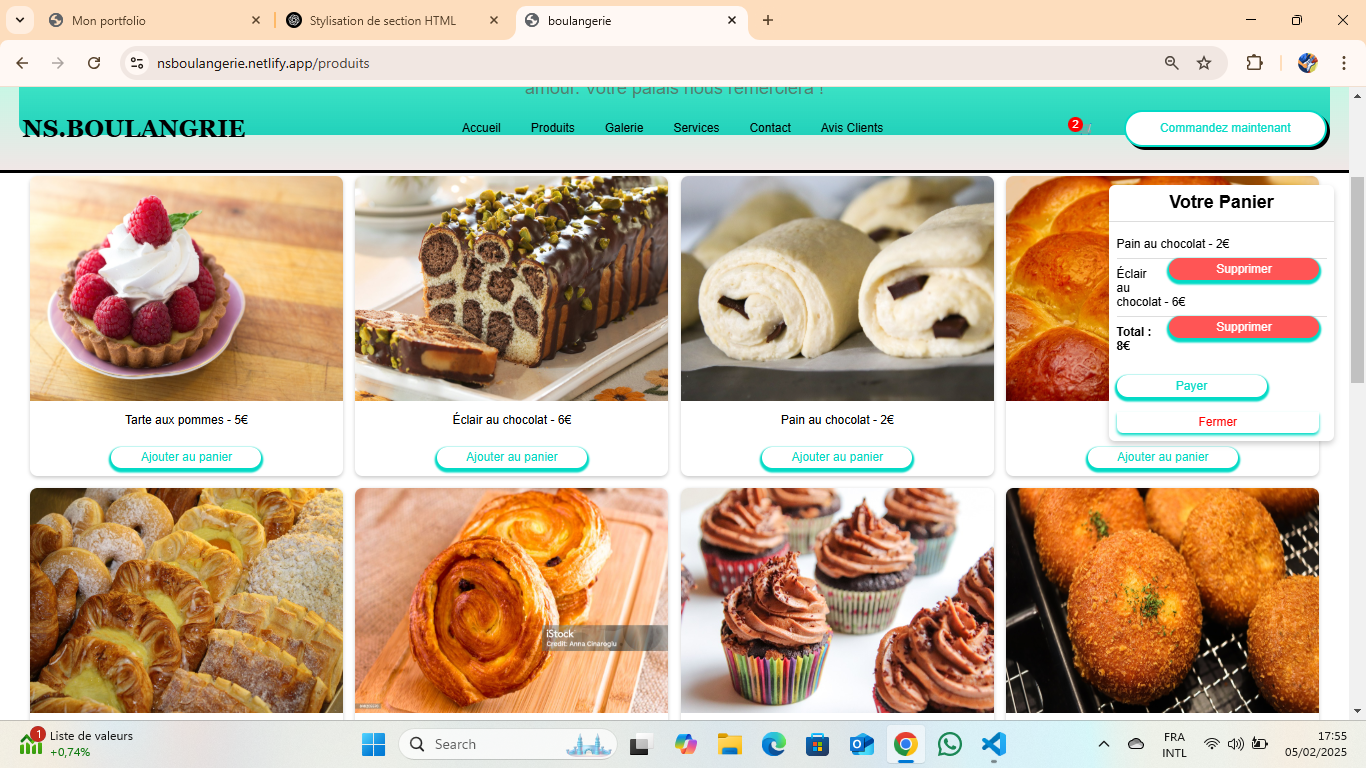 Mon portfolio
Stylisation de section HTML
boulangerie
nsboulangerie.netlify.app/produits
amour. Votre palais nous remerciera !
NS.BOULANGRIE
Accueil
Produits
Galerie
Services
Contact
Avis Clients
2
Commandez maintenant
Votre Panier
Pain au chocolat - 2€
Supprimer
Éclair
au
chocolat - 6€
Supprimer
Total :
8€
Payer
Fermer
Tarte aux pommes - 5€
Éclair au chocolat - 6€
Pain au chocolat - 2€
Ajouter au panier
Ajouter au panier
Ajouter au panier
Ajouter au panier
iStock
Credit: Anna Cinaroglu
1
Liste de valeurs
+0,74%
Search
FRA
INTL
17:55
05/02/2025